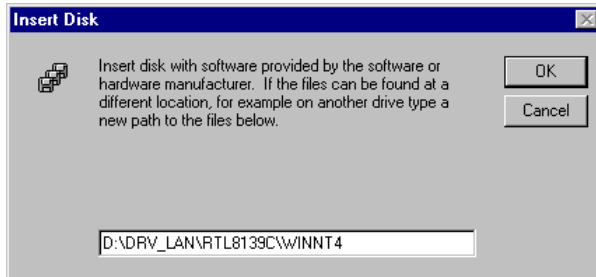 Insert Disk
Insert disk with software provided by the software or
hardware manufacturer. If the files can be found at a
different location, for example on another drive type a
new path to the files below.
OK
Cancel
D:\DRV_LAN\RTL8139C\WINNT4